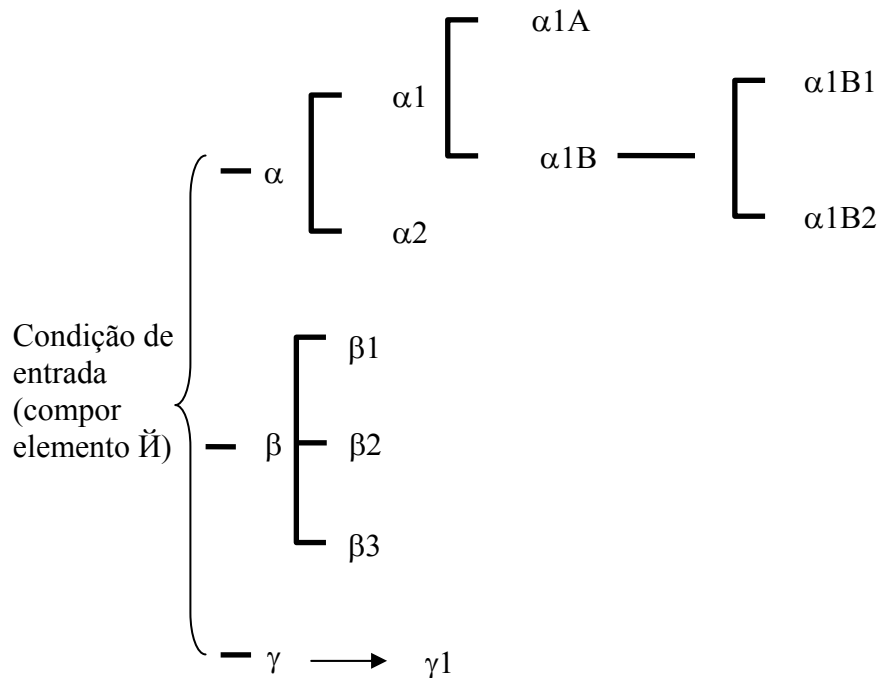 α1A
α1
α1B1
α1B
α
α2
α1B2
Condição de
entrada
(compor
elemento Й)
β1
β
β2
β3
γ
γ1